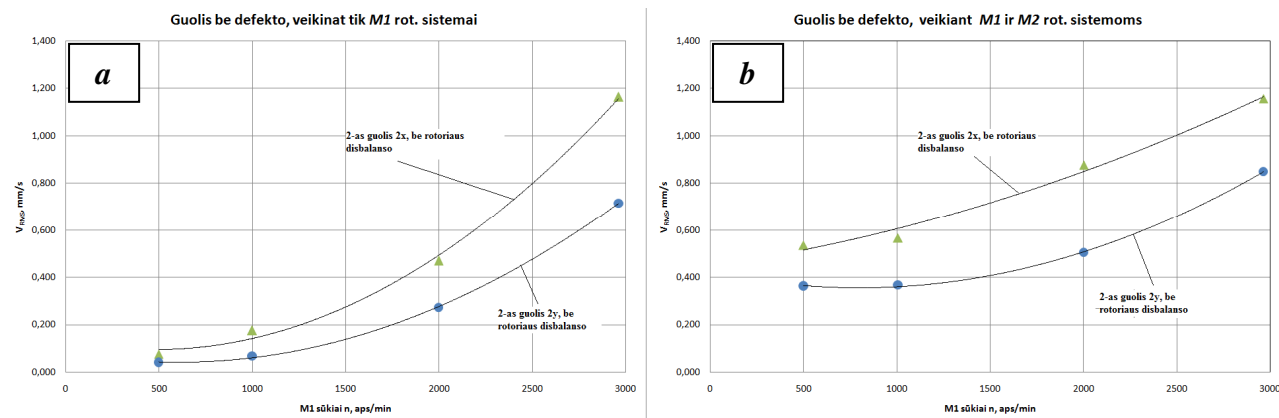 Guolis be defekto, veikinat tik M1 rot. sistemai
a
1,400
1,200
1,000
0,800
0,600
0,400
0,200
0,000
VRMS, mm/s
2-as guolis 2x, be rotoriaus
disbalanso
2-as guolis 2y, be
rotoriaus disbalanso
0
500
1000
1500
2000
2500
3000
M1 sūkiai n, aps/min
Guolis be defekto, veikiant M1 ir M2 rot. sistemoms
b
1,400
1,200
1,000
0,800
0,600
0,400
0,200
0,000
VRMS, mm/s
2-as guolis 2x, be rotoriaus
disbalanso
2-as guolis 2y, be
rotoriaus disbalanso
0
500
1000
1500
2000
2500
3000
M1 sūkiai n, aps/min